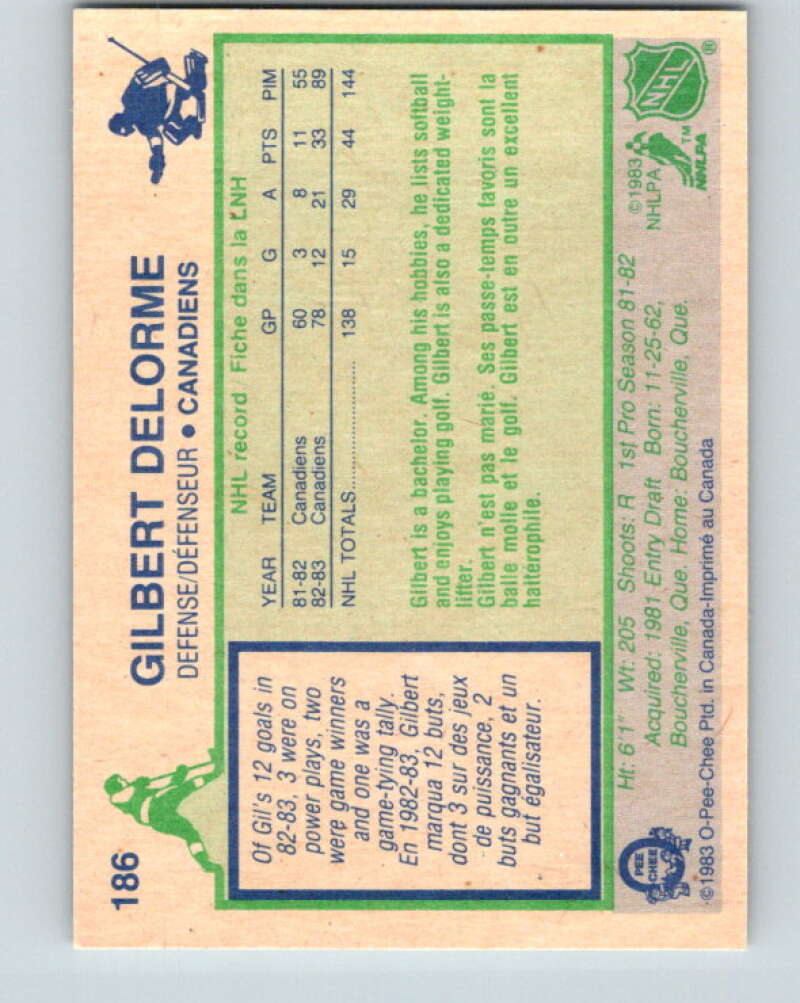 186
GILBERT DELORME
DEFENSE/DÉFENSEUR • CANADIENS
Of Gil's 12 goals in
82-83, 3 were on
power plays, two
were game winners
and one was a
game-tying tally.
En 1982-83, Gilbert
marqua 12 buts,
dont 3 sur des jeux
de puissance, 2
buts gagnants et un
but égalisateur.
NHL record / Fiche dans la LNH
YEAR TEAM GP G A PTS PIM
81-82 Canadiens 60 3 8 11 55
82-83 Canadiens 78 12 21 33 89
NHL TOTALS 138 15 29 44 144
Gilbert is a bachelor. Among his hobbies, he lists softball
and enjoys playing golf. Gilbert is also a dedicated weight-
lifter.
Gilbert n'est pas marié. Ses passe-temps favoris sont la
balle molle et le golf. Gilbert est en outre un excellent
haltérophile.
Ht: 6'1" Wt: 205 Shoots: R 1st Pro Season 81-82
Acquired: 1981 Entry Draft Born: 11-25-62,
Boucherville, Que. Home: Boucherville, Que.
©1983 O-Pee-Chee Ptd. in Canada-Imprimé au Canada
O
PEE
CHEE
©1983
NHLPA
TM
NHLPA
NHL
®